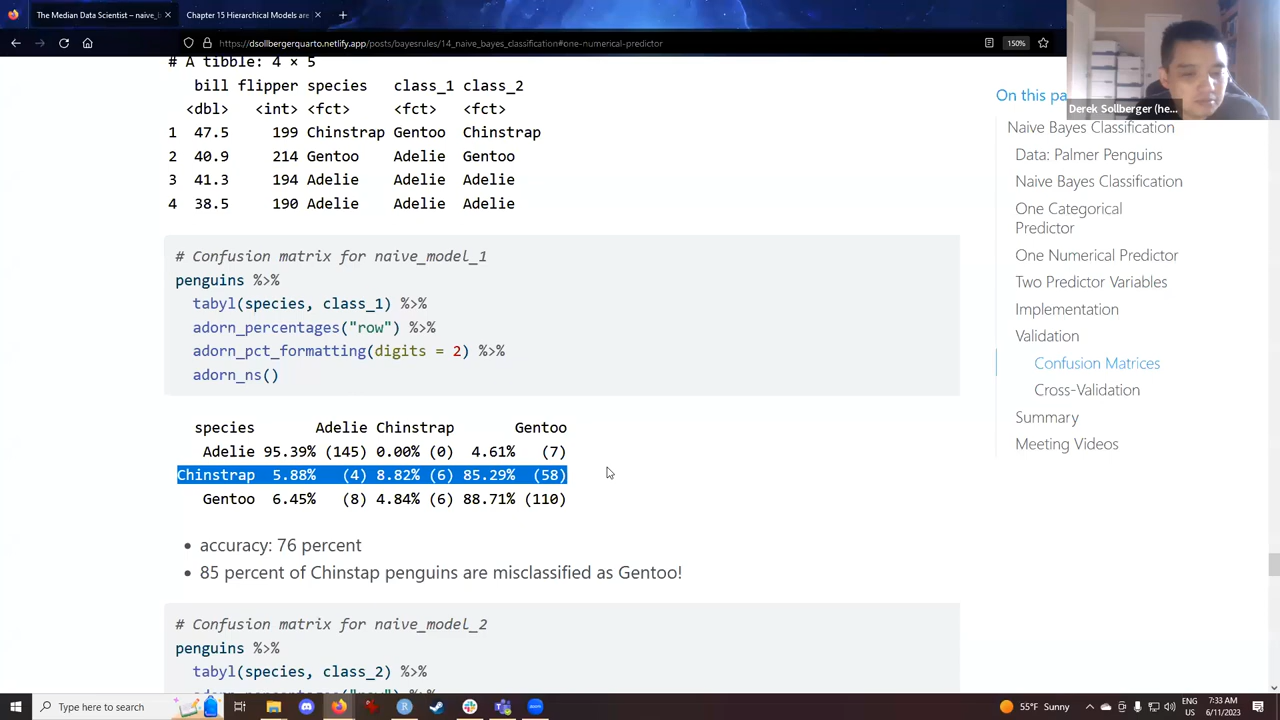 The Median Data Scientist – naive_b
Chapter 15 Hierarchical Models are
https://dsollbergerquarto.netlify.app/posts/bayesrules/14_naive_bayes_classification#one-numerical-predictor
150%
# A tibble: 4 × 5
bill flipper species class_1 class_2
<dbl> <int> <fct> <fct> <fct>
1 47.5 199 Chinstrap Gentoo Chinstrap
2 40.9 214 Gentoo Adelie Gentoo
3 41.3 194 Adelie Adelie Adelie
4 38.5 190 Adelie Adelie Adelie
# Confusion matrix for naive_model_1
penguins %>%
tabyl(species, class_1) %>%
adorn_percentages("row") %>%
adorn_pct_formatting(digits = 2) %>%
adorn_ns()
species Adelie Chinstrap Gentoo
Adelie 95.39% (145) 0.00% (0) 4.61% (7)
Chinstrap 5.88% (4) 8.82% (6) 85.29% (58)
Gentoo 6.45% (8) 4.84% (6) 88.71% (110)
• accuracy: 76 percent
• 85 percent of Chinstap penguins are misclassified as Gentoo!
# Confusion matrix for naive_model_2
penguins %>%
tabyl(species, class_2) %>%
On this pa
Derek Sollberger (he...
Naive Bayes Classification
Data: Palmer Penguins
Naive Bayes Classification
One Categorical
Predictor
One Numerical Predictor
Two Predictor Variables
Implementation
Validation
Confusion Matrices
Cross-Validation
Summary
Meeting Videos
Type here to search
55°F Sunny
ENG
US
7:33 AM
6/11/2023